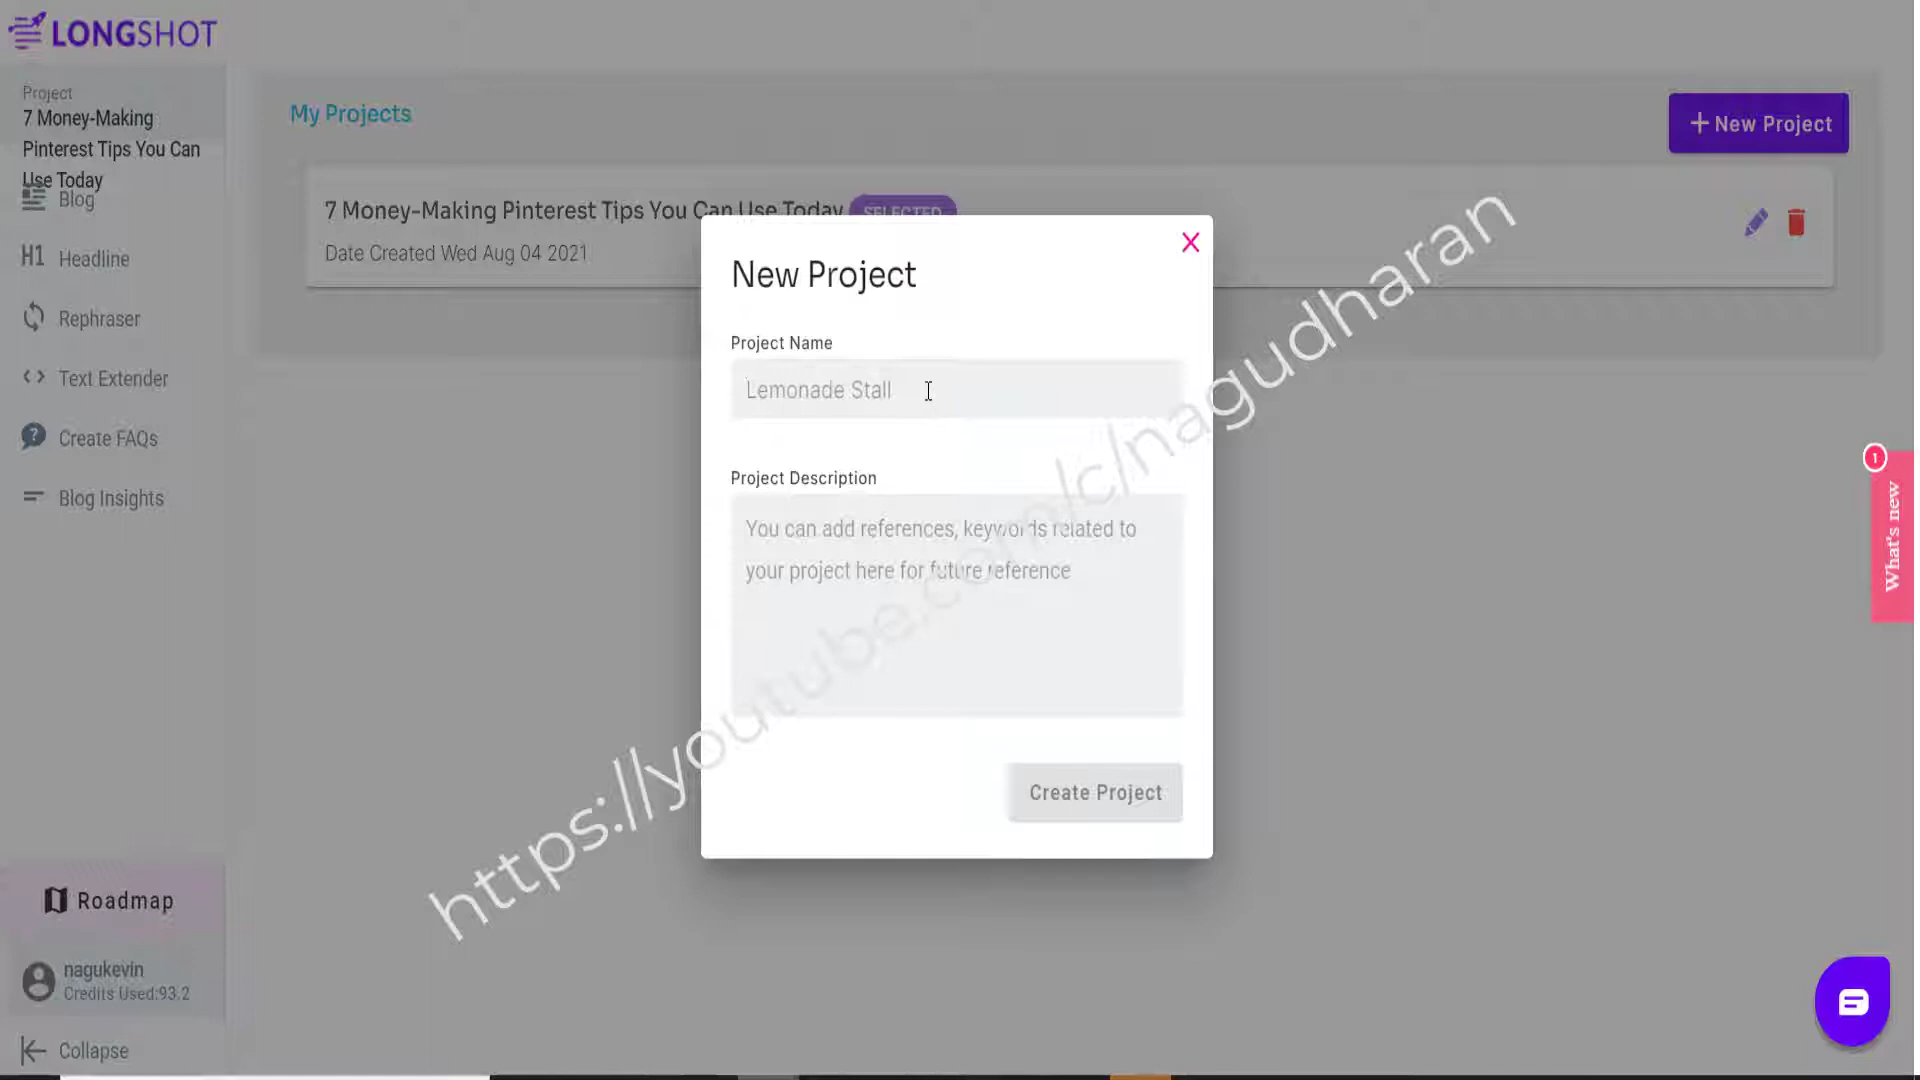 LONGSHOT
Project
7 Money-Making
Pinterest Tips You Can
Use Today
Blog
H1 Headline
Rephraser
Text Extender
Create FAQs
Blog Insights
Roadmap
nagukevin
Credits Used:93.2
Collapse
My Projects
+ New Project
7 Money-Making Pinterest Tips You Can Use Today SELECTED
Date Created Wed Aug 04 2021
New Project
X
Project Name
Lemonade Stall
Project Description
You can add references, keywords related to
your project here for future reference
Create Project
https://youtube.com/c/nagudharan
1
What's new